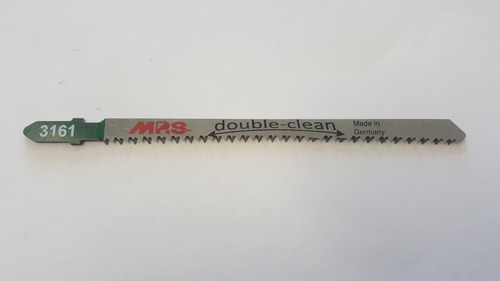 3161
MPS
double-clean
Made in
Germany